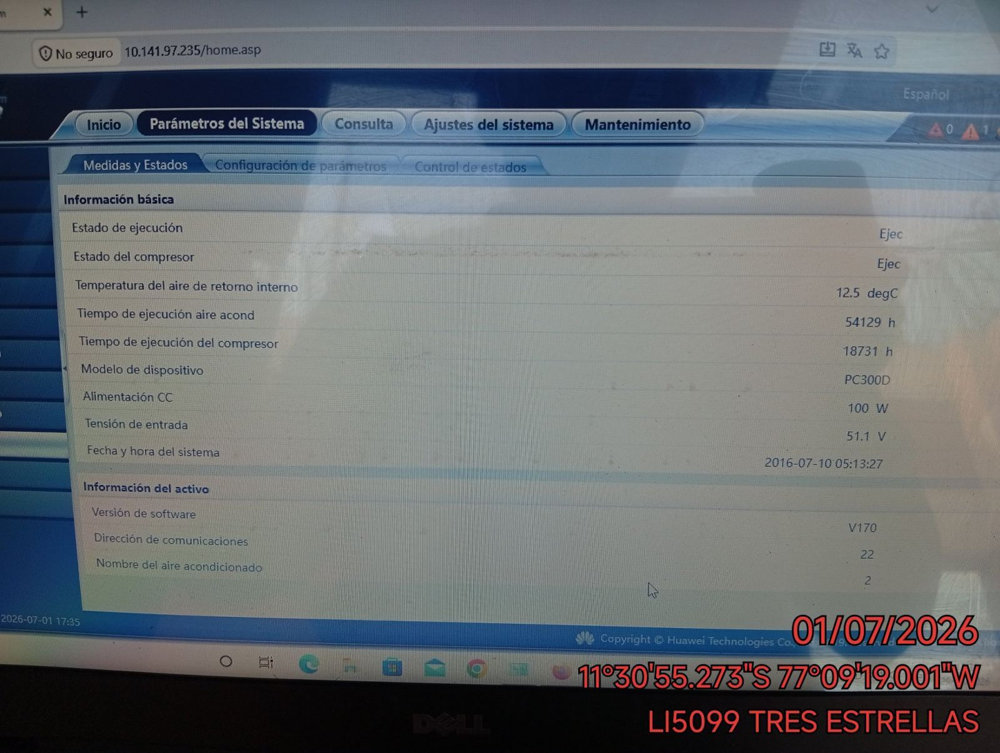 No seguro 10.141.97.235/home.asp
Español
Inicio Parámetros del Sistema Consulta Ajustes del sistema Mantenimiento 0 1
Medidas y Estados Configuración de parámetros Control de estados
Información básica
Estado de ejecución Ejec
Estado del compresor Ejec
Temperatura del aire de retorno interno 12.5 degC
Tiempo de ejecución aire acond 54129 h
Tiempo de ejecución del compresor 18731 h
Modelo de dispositivo PC300D
Alimentación CC 100 W
Tensión de entrada 51.1 V
Fecha y hora del sistema 2016-07-10 05:13:27
Información del activo
Versión de software V170
Dirección de comunicaciones 22
Nombre del aire acondicionado 2
2026-07-01 17:35
Copyright © Huawei Technologies Co.,
01/07/2026
11°30'55.273"S 77°09'19.001"W
LI5099 TRES ESTRELLAS
DELL